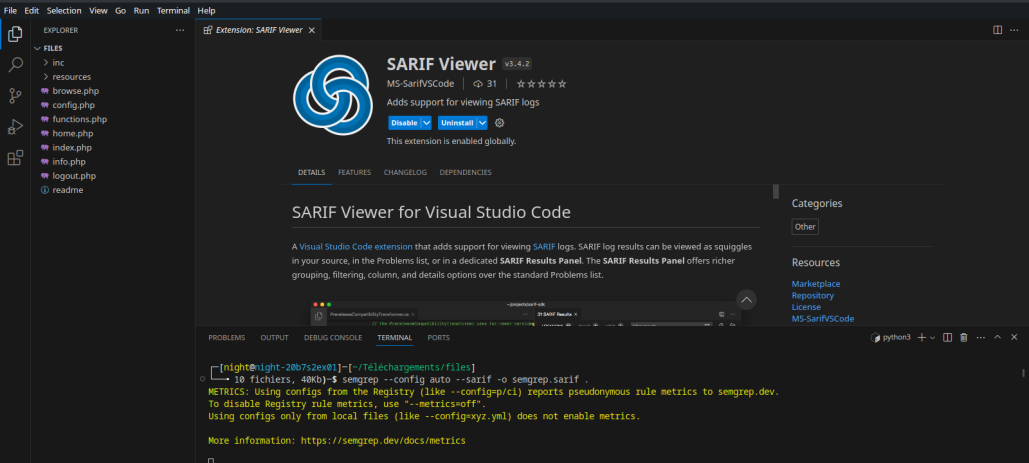 File Edit Selection View Go Run Terminal Help
EXPLORER
Extension: SARIF Viewer
FILES
inc
resources
browse.php
config.php
functions.php
home.php
index.php
info.php
logout.php
readme
SARIF Viewer v3.4.2
MS-SarifVSCode 31
Adds support for viewing SARIF logs
Disable Uninstall
This extension is enabled globally.
DETAILS FEATURES CHANGELOG DEPENDENCIES
SARIF Viewer for Visual Studio Code
A Visual Studio Code extension that adds support for viewing SARIF logs. SARIF log results can be viewed as squiggles
in your source, in the Problems list, or in a dedicated SARIF Results Panel. The SARIF Results Panel offers richer
grouping, filtering, column, and details options over the standard Problems list.
Categories
Other
Resources
Marketplace
Repository
License
MS-SarifVSCode
PROBLEMS OUTPUT DEBUG CONSOLE TERMINAL PORTS
python3
[night@night-20b7s2ex01]-[~/Téléchargements/files]
10 fichiers, 40Kb)-$ semgrep --config auto --sarif -o semgrep.sarif .
METRICS: Using configs from the Registry (like --config=p/ci) reports pseudonymous rule metrics to semgrep.dev.
To disable Registry rule metrics, use "--metrics=off".
Using configs only from local files (like --config=xyz.yml) does not enable metrics.
More information: https://semgrep.dev/docs/metrics